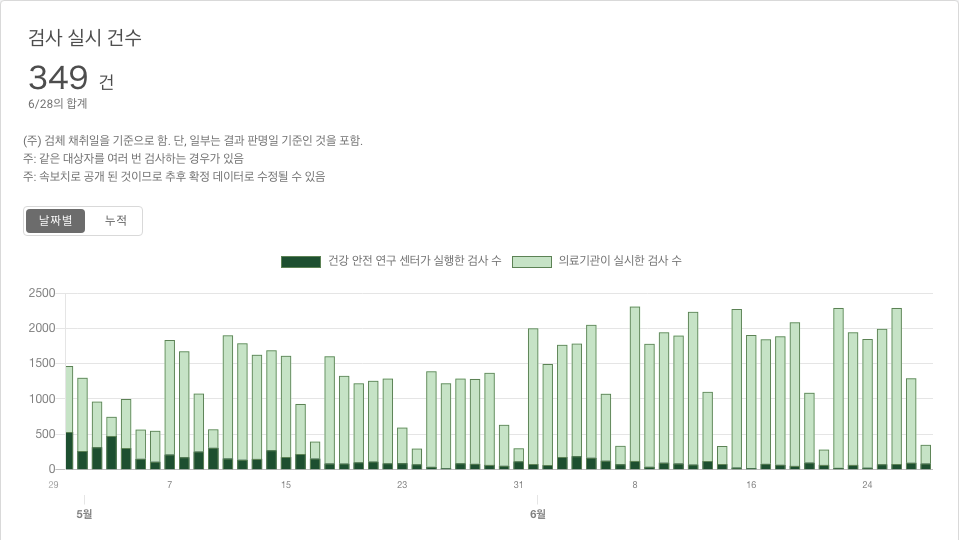 검사 실시 건수
349 건
6/28의 합계
(주) 검체 채취일을 기준으로 함. 단, 일부는 결과 판명일 기준인 것을 포함.
주: 같은 대상자를 여러 번 검사하는 경우가 있음
주: 속보치로 공개 된 것이므로 추후 확정 데이터로 수정될 수 있음
날짜별 누적
건강 안전 연구 센터가 실행한 검사 수 의료기관이 실시한 검사 수
2500
2000
1500
1000
500
0
29 7 15 23 31 8 16 24
5월 6월